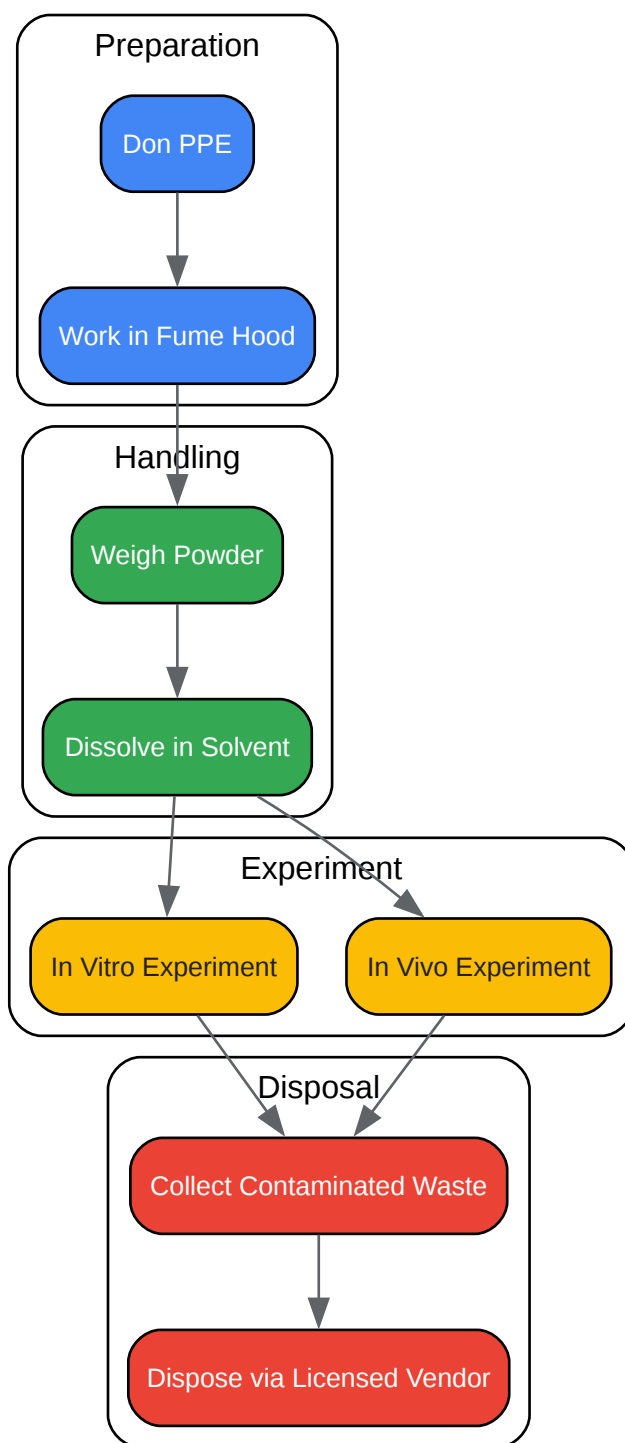 Preparation
Don PPE
Work in Fume Hood
Handling
Weigh Powder
Dissolve in Solvent
Experiment
In Vitro Experiment
In Vivo Experiment
Disposal
Collect Contaminated Waste
Dispose via Licensed Vendor